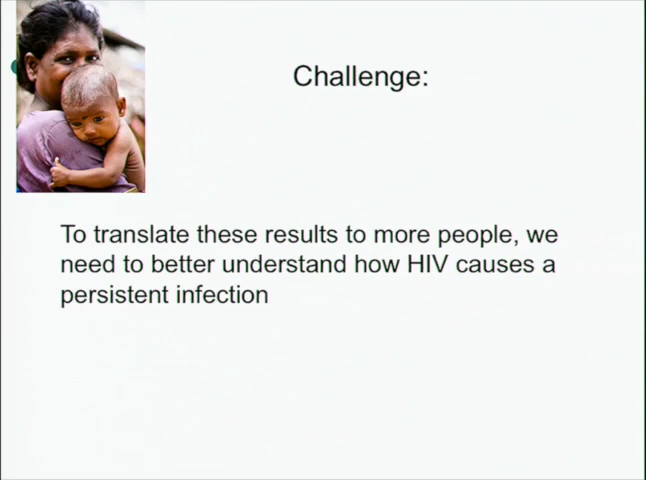 Challenge:
To translate these results to more people, we
need to better understand how HIV causes a
persistent infection